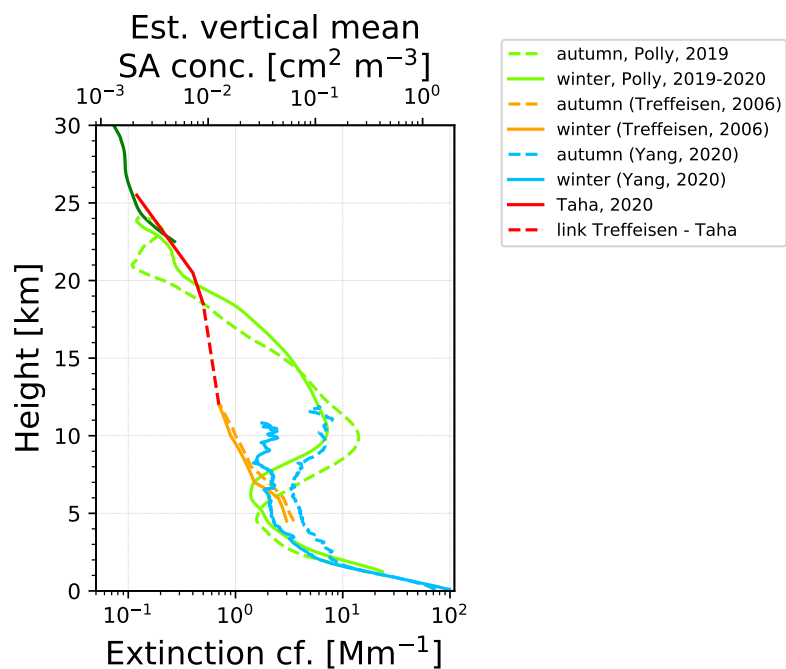 Est. vertical mean
SA conc. [cm² m⁻³]
10⁻³ 10⁻² 10⁻¹ 10⁰
30
25
20
15
10
5
0
Height [km]
10⁻¹ 10⁰ 10¹ 10²
Extinction cf. [Mm⁻¹]
autumn, Polly, 2019
winter, Polly, 2019-2020
autumn (Treffeisen, 2006)
winter (Treffeisen, 2006)
autumn (Yang, 2020)
winter (Yang, 2020)
Taha, 2020
link Treffeisen - Taha